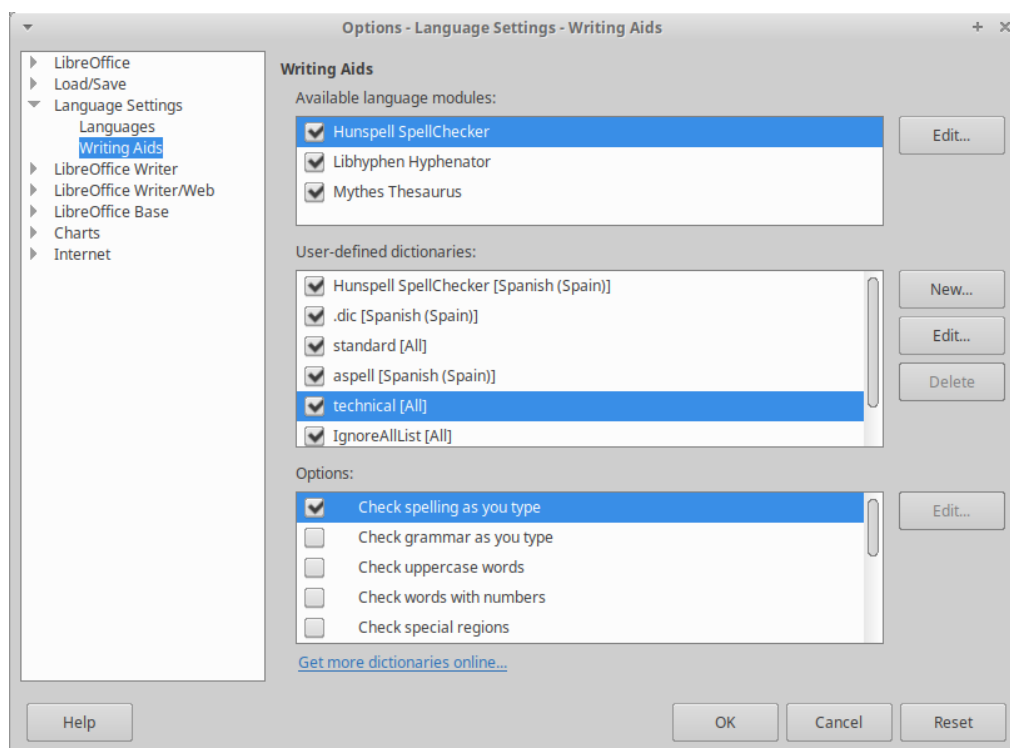 Options - Language Settings - Writing Aids
LibreOffice
Load/Save
Language Settings
Languages
Writing Aids
LibreOffice Writer
LibreOffice Writer/Web
LibreOffice Base
Charts
Internet
Writing Aids
Available language modules:
Hunspell SpellChecker
Libhyphen Hyphenator
Mythes Thesaurus
Edit...
User-defined dictionaries:
Hunspell SpellChecker [Spanish (Spain)]
.dic [Spanish (Spain)]
standard [All]
aspell [Spanish (Spain)]
technical [All]
IgnoreAllList [All]
New...
Edit...
Delete
Options:
Check spelling as you type
Check grammar as you type
Check uppercase words
Check words with numbers
Check special regions
Edit...
Get more dictionaries online...
Help
OK
Cancel
Reset